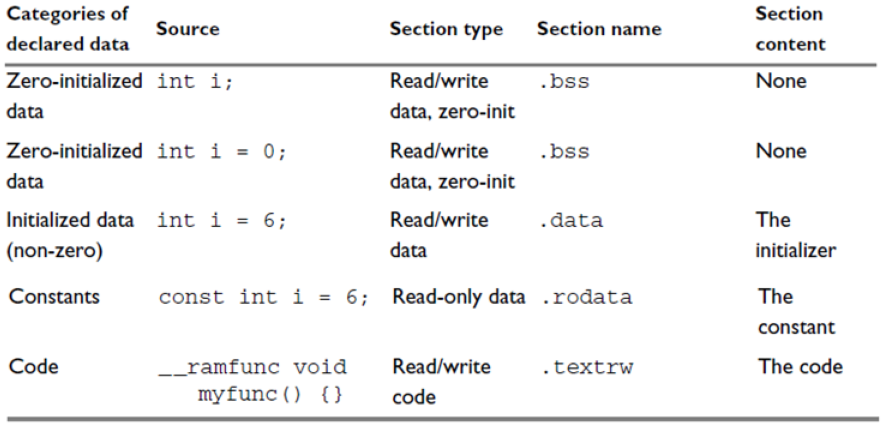 Categories of declared data Source Section type Section name Section content
Zero-initialized data int i; Read/write data, zero-init .bss None
Zero-initialized data int i = 0; Read/write data, zero-init .bss None
Initialized data (non-zero) int i = 6; Read/write data .data The initializer
Constants const int i = 6; Read-only data .rodata The constant
Code __ramfunc void myfunc() {} Read/write code .textrw The code